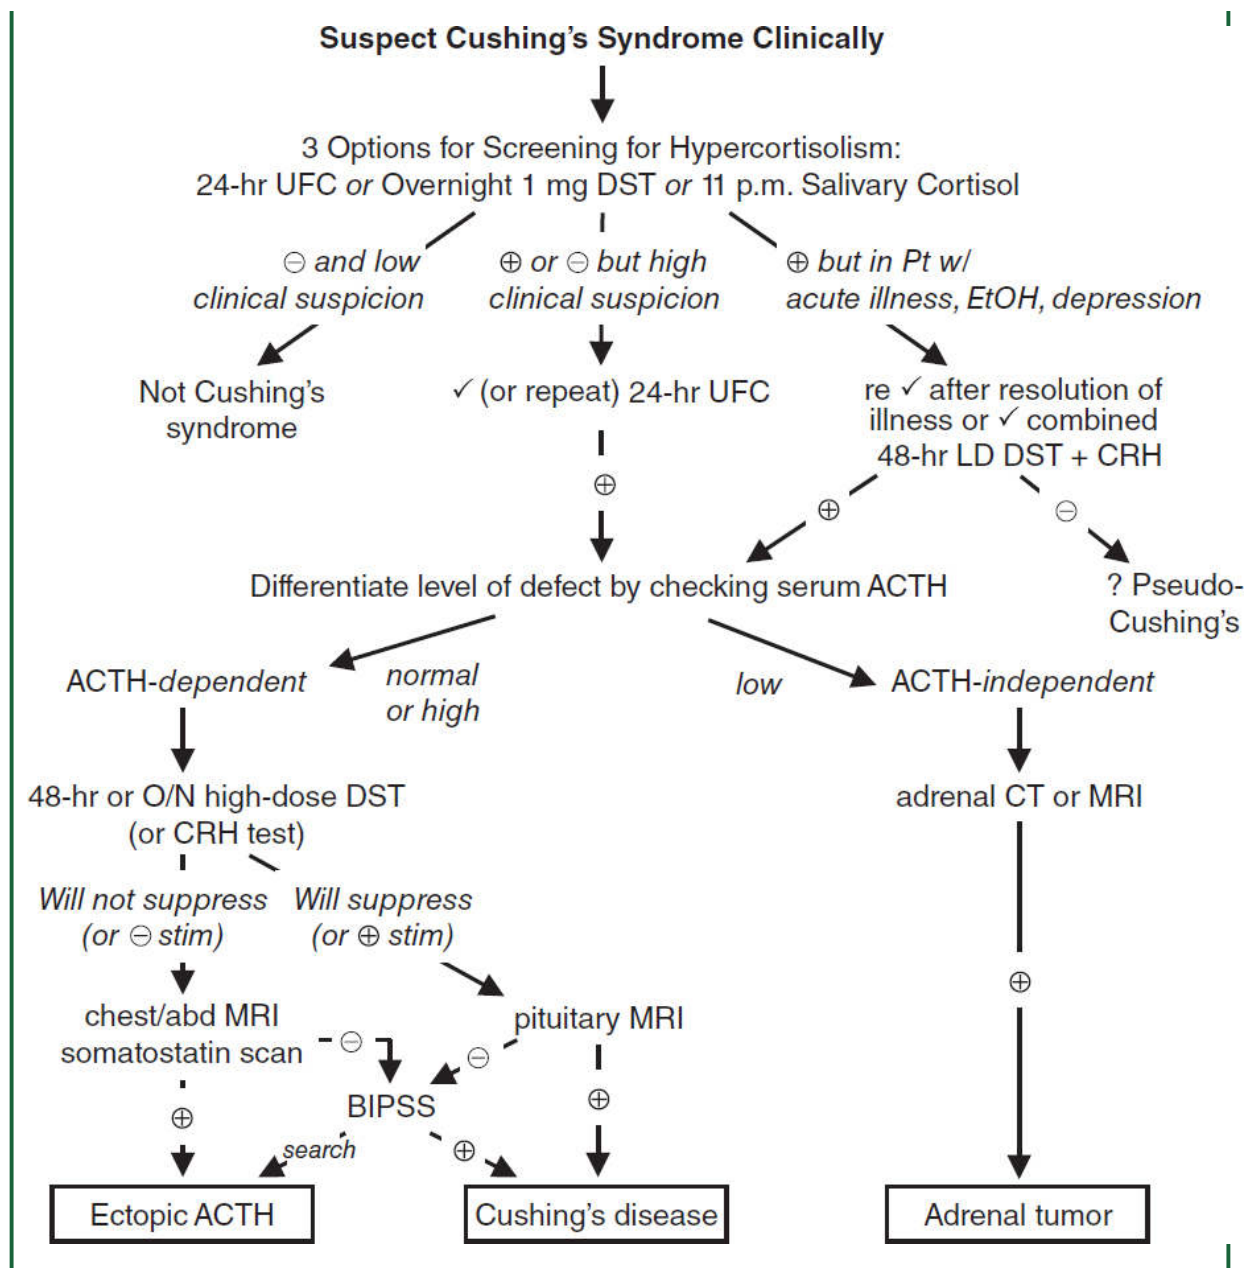 Suspect Cushing's Syndrome Clinically
3 Options for Screening for Hypercortisolism:
24-hr UFC or Overnight 1 mg DST or 11 p.m. Salivary Cortisol
⊖ and low
clinical suspicion
⊕ or ⊖ but high
clinical suspicion
⊕ but in Pt w/
acute illness, EtOH, depression
Not Cushing's
syndrome
✓ (or repeat) 24-hr UFC
re ✓ after resolution of
illness or ✓ combined
48-hr LD DST + CRH
⊕
⊕
⊖
Differentiate level of defect by checking serum ACTH
? Pseudo-
Cushing's
ACTH-dependent
normal
or high
low
ACTH-independent
48-hr or O/N high-dose DST
(or CRH test)
adrenal CT or MRI
Will not suppress
(or ⊖ stim)
Will suppress
(or ⊕ stim)
⊕
chest/abd MRI
somatostatin scan
pituitary MRI
⊖
⊖
BIPSS
⊕
⊕
search
⊕
Ectopic ACTH
Cushing's disease
Adrenal tumor